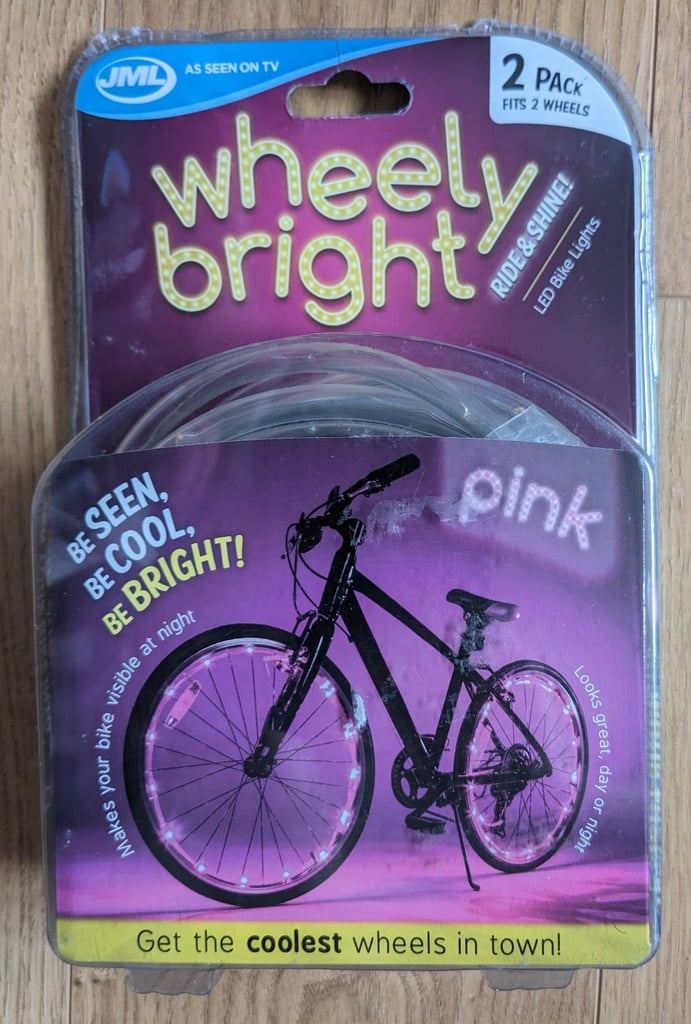 JML
AS SEEN ON TV
2 PACK
FITS 2 WHEELS
wheely
bright
RIDE & SHINE!
LED Bike Lights
BE SEEN,
BE COOL,
BE BRIGHT!
pink
Makes your bike visible at night
Looks great, day or night
Get the coolest wheels in town!